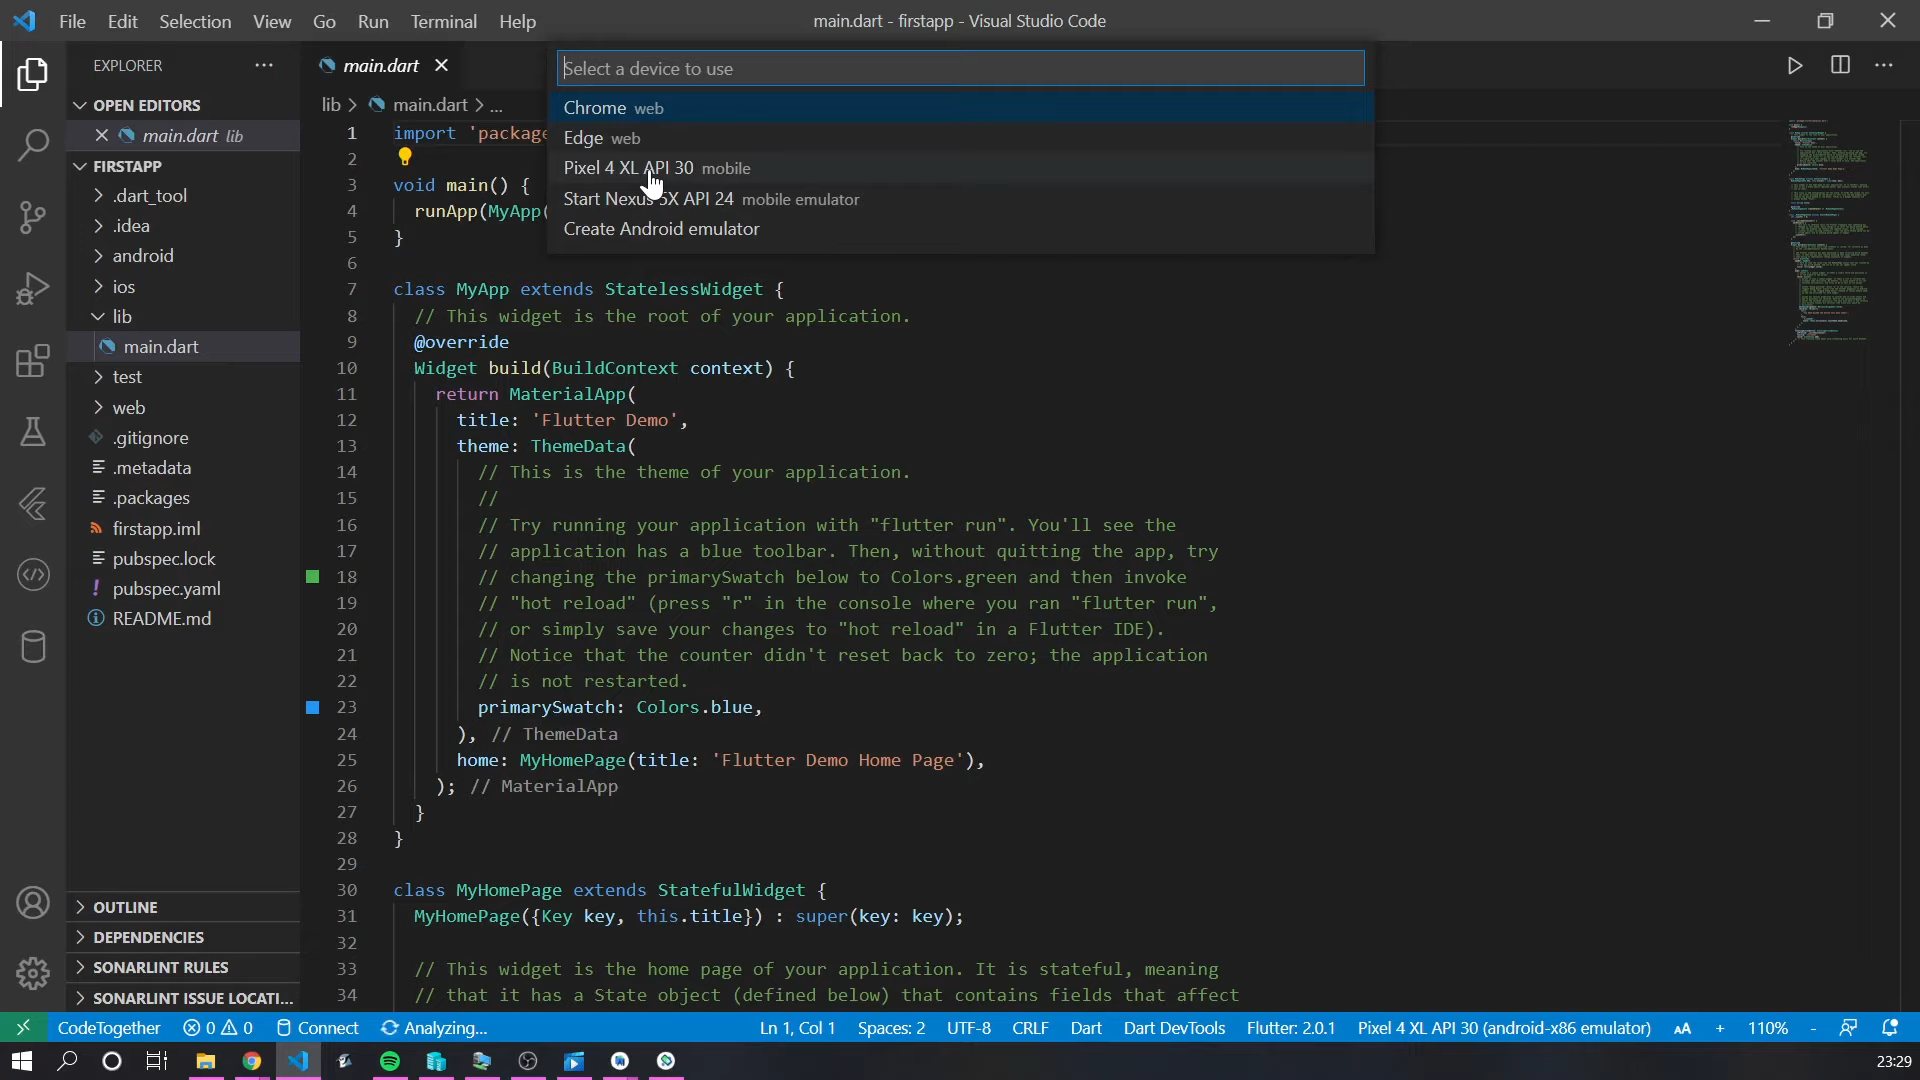 File Edit Selection View Go Run Terminal Help
main.dart - firstapp - Visual Studio Code
EXPLORER
OPEN EDITORS
main.dart lib
FIRSTAPP
.dart_tool
.idea
android
ios
lib
main.dart
test
web
.gitignore
.metadata
.packages
firstapp.iml
pubspec.lock
pubspec.yaml
README.md
OUTLINE
DEPENDENCIES
SONARLINT RULES
SONARLINT ISSUE LOCATI...
main.dart
lib > main.dart > ...
Select a device to use
Chrome web
Edge web
Pixel 4 XL API 30 mobile
Start Nexus 5X API 24 mobile emulator
Create Android emulator
1 import 'package
2
3 void main() {
4 runApp(MyApp(
5 }
6
7 class MyApp extends StatelessWidget {
8 // This widget is the root of your application.
9 @override
10 Widget build(BuildContext context) {
11 return MaterialApp(
12 title: 'Flutter Demo',
13 theme: ThemeData(
14 // This is the theme of your application.
15 //
16 // Try running your application with "flutter run". You'll see the
17 // application has a blue toolbar. Then, without quitting the app, try
18 // changing the primarySwatch below to Colors.green and then invoke
19 // "hot reload" (press "r" in the console where you ran "flutter run",
20 // or simply save your changes to "hot reload" in a Flutter IDE).
21 // Notice that the counter didn't reset back to zero; the application
22 // is not restarted.
23 primarySwatch: Colors.blue,
24 ), // ThemeData
25 home: MyHomePage(title: 'Flutter Demo Home Page'),
26 ); // MaterialApp
27 }
28 }
29
30 class MyHomePage extends StatefulWidget {
31 MyHomePage({Key key, this.title}) : super(key: key);
32
33 // This widget is the home page of your application. It is stateful, meaning
34 // that it has a State object (defined below) that contains fields that affect
CodeTogether 0 0 Connect Analyzing... Ln 1, Col 1 Spaces: 2 UTF-8 CRLF Dart Dart DevTools Flutter: 2.0.1 Pixel 4 XL API 30 (android-x86 emulator) AA + 110% -
23:29